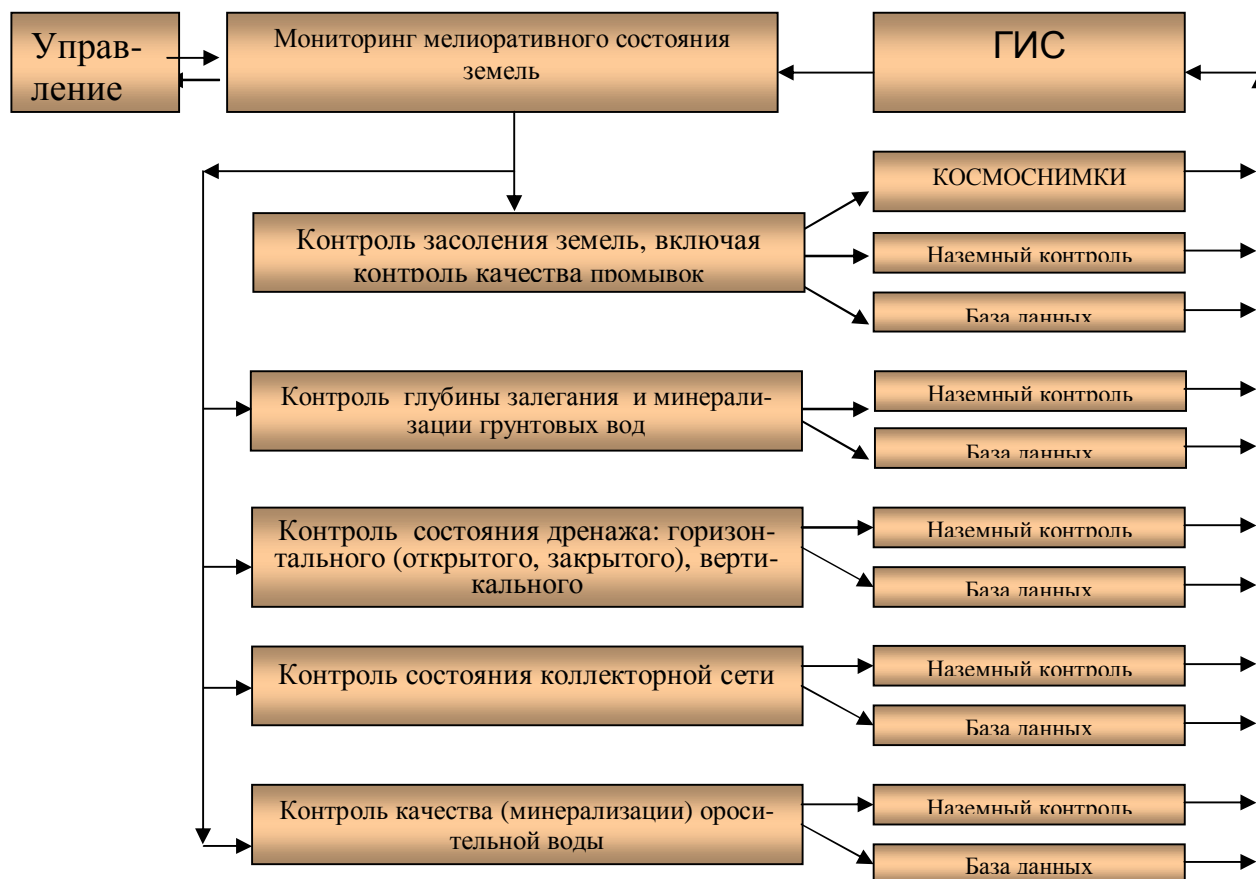 Управ-
ление
Мониторинг мелиоративного состояния
земель
ГИС
КОСМОСНИМКИ
Контроль засоления земель, включая
контроль качества промывок
Наземный контроль
База данных
Контроль глубины залегания и минерали-
зации грунтовых вод
Наземный контроль
База данных
Контроль состояния дренажа: горизон-
тального (открытого, закрытого), верти-
кального
Наземный контроль
База данных
Контроль состояния коллекторной сети
Наземный контроль
База данных
Контроль качества (минерализации) ороси-
тельной воды
Наземный контроль
База данных